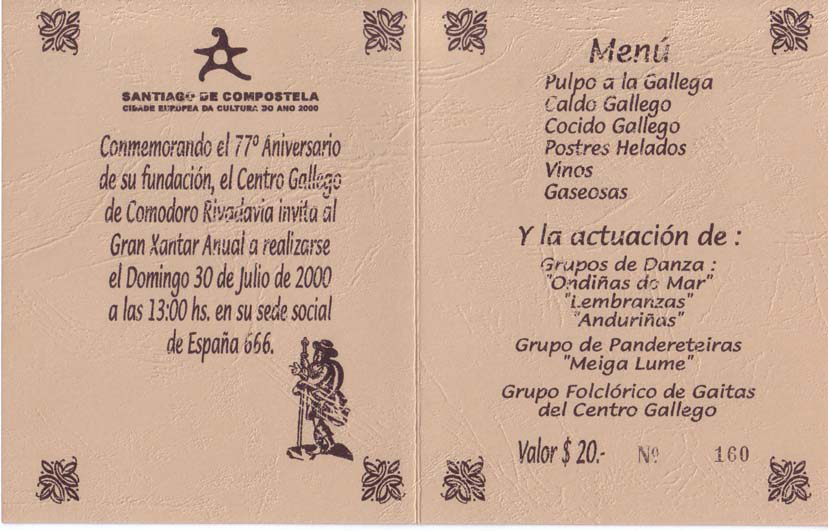 SANTIAGO DE COMPOSTELA
CIDADE EUROPEA DA CULTURA DO ANO 2000
Conmemorando el 77º Aniversario
de su fundación, el Centro Gallego
de Comodoro Rivadavia invita al
Gran Xantar Anual a realizarse
el Domingo 30 de Julio de 2000
a las 13:00 hs. en su sede social
de España 666.
Menú
Pulpo a la Gallega
Caldo Gallego
Cocido Gallego
Postres Helados
Vinos
Gaseosas
Y la actuación de :
Grupos de Danza :
"Ondiñas do Mar"
"Lembranzas"
"Anduriñas"
Grupo de Pandereteiras
"Meiga Lume"
Grupo Folclórico de Gaitas
del Centro Gallego
Valor $ 20.- Nº 160